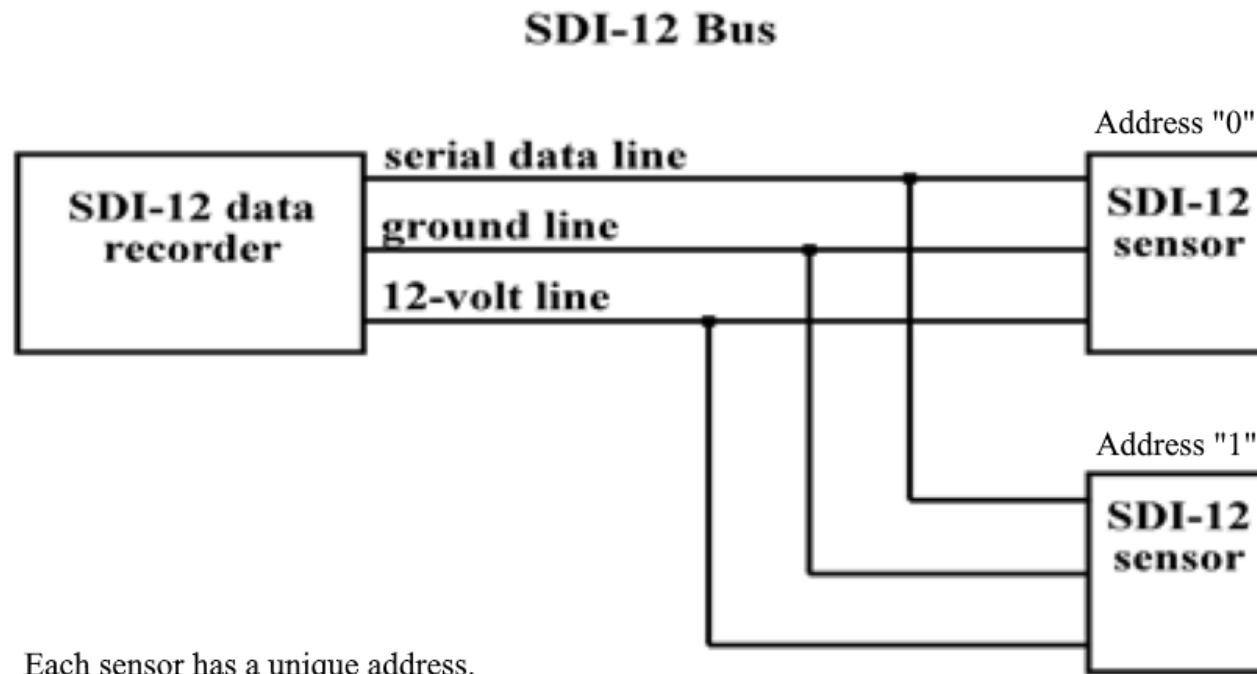 SDI-12 Bus
Address "0"
serial data line
SDI-12 data
recorder
ground line
12-volt line
SDI-12
sensor
Address "1"
SDI-12
sensor
Each sensor has a unique address.